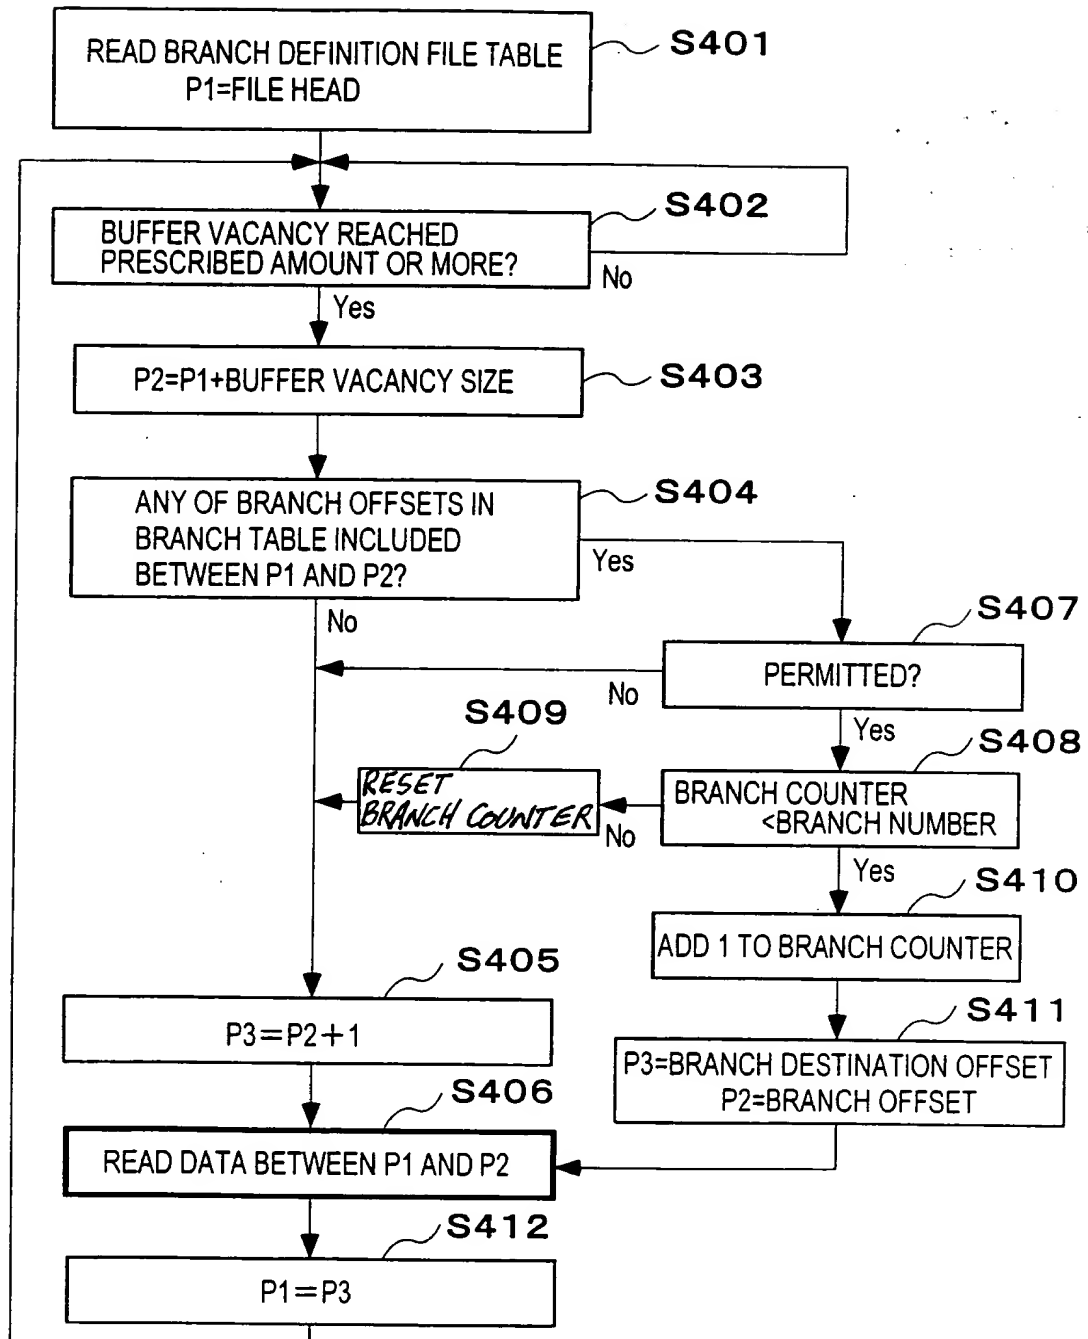 READ BRANCH DEFINITION FILE TABLE
P1=FILE HEAD
S401
BUFFER VACANCY REACHED
PRESCRIBED AMOUNT OR MORE?
S402
No
Yes
P2=P1+BUFFER VACANCY SIZE
S403
ANY OF BRANCH OFFSETS IN
BRANCH TABLE INCLUDED
BETWEEN P1 AND P2?
S404
Yes
No
S407
PERMITTED?
No
Yes
S409
RESET
BRANCH COUNTER
S408
BRANCH COUNTER
<BRANCH NUMBER
No
Yes
S410
ADD 1 TO BRANCH COUNTER
S405
P3=P2+1
S411
P3=BRANCH DESTINATION OFFSET
P2=BRANCH OFFSET
S406
READ DATA BETWEEN P1 AND P2
S412
P1=P3